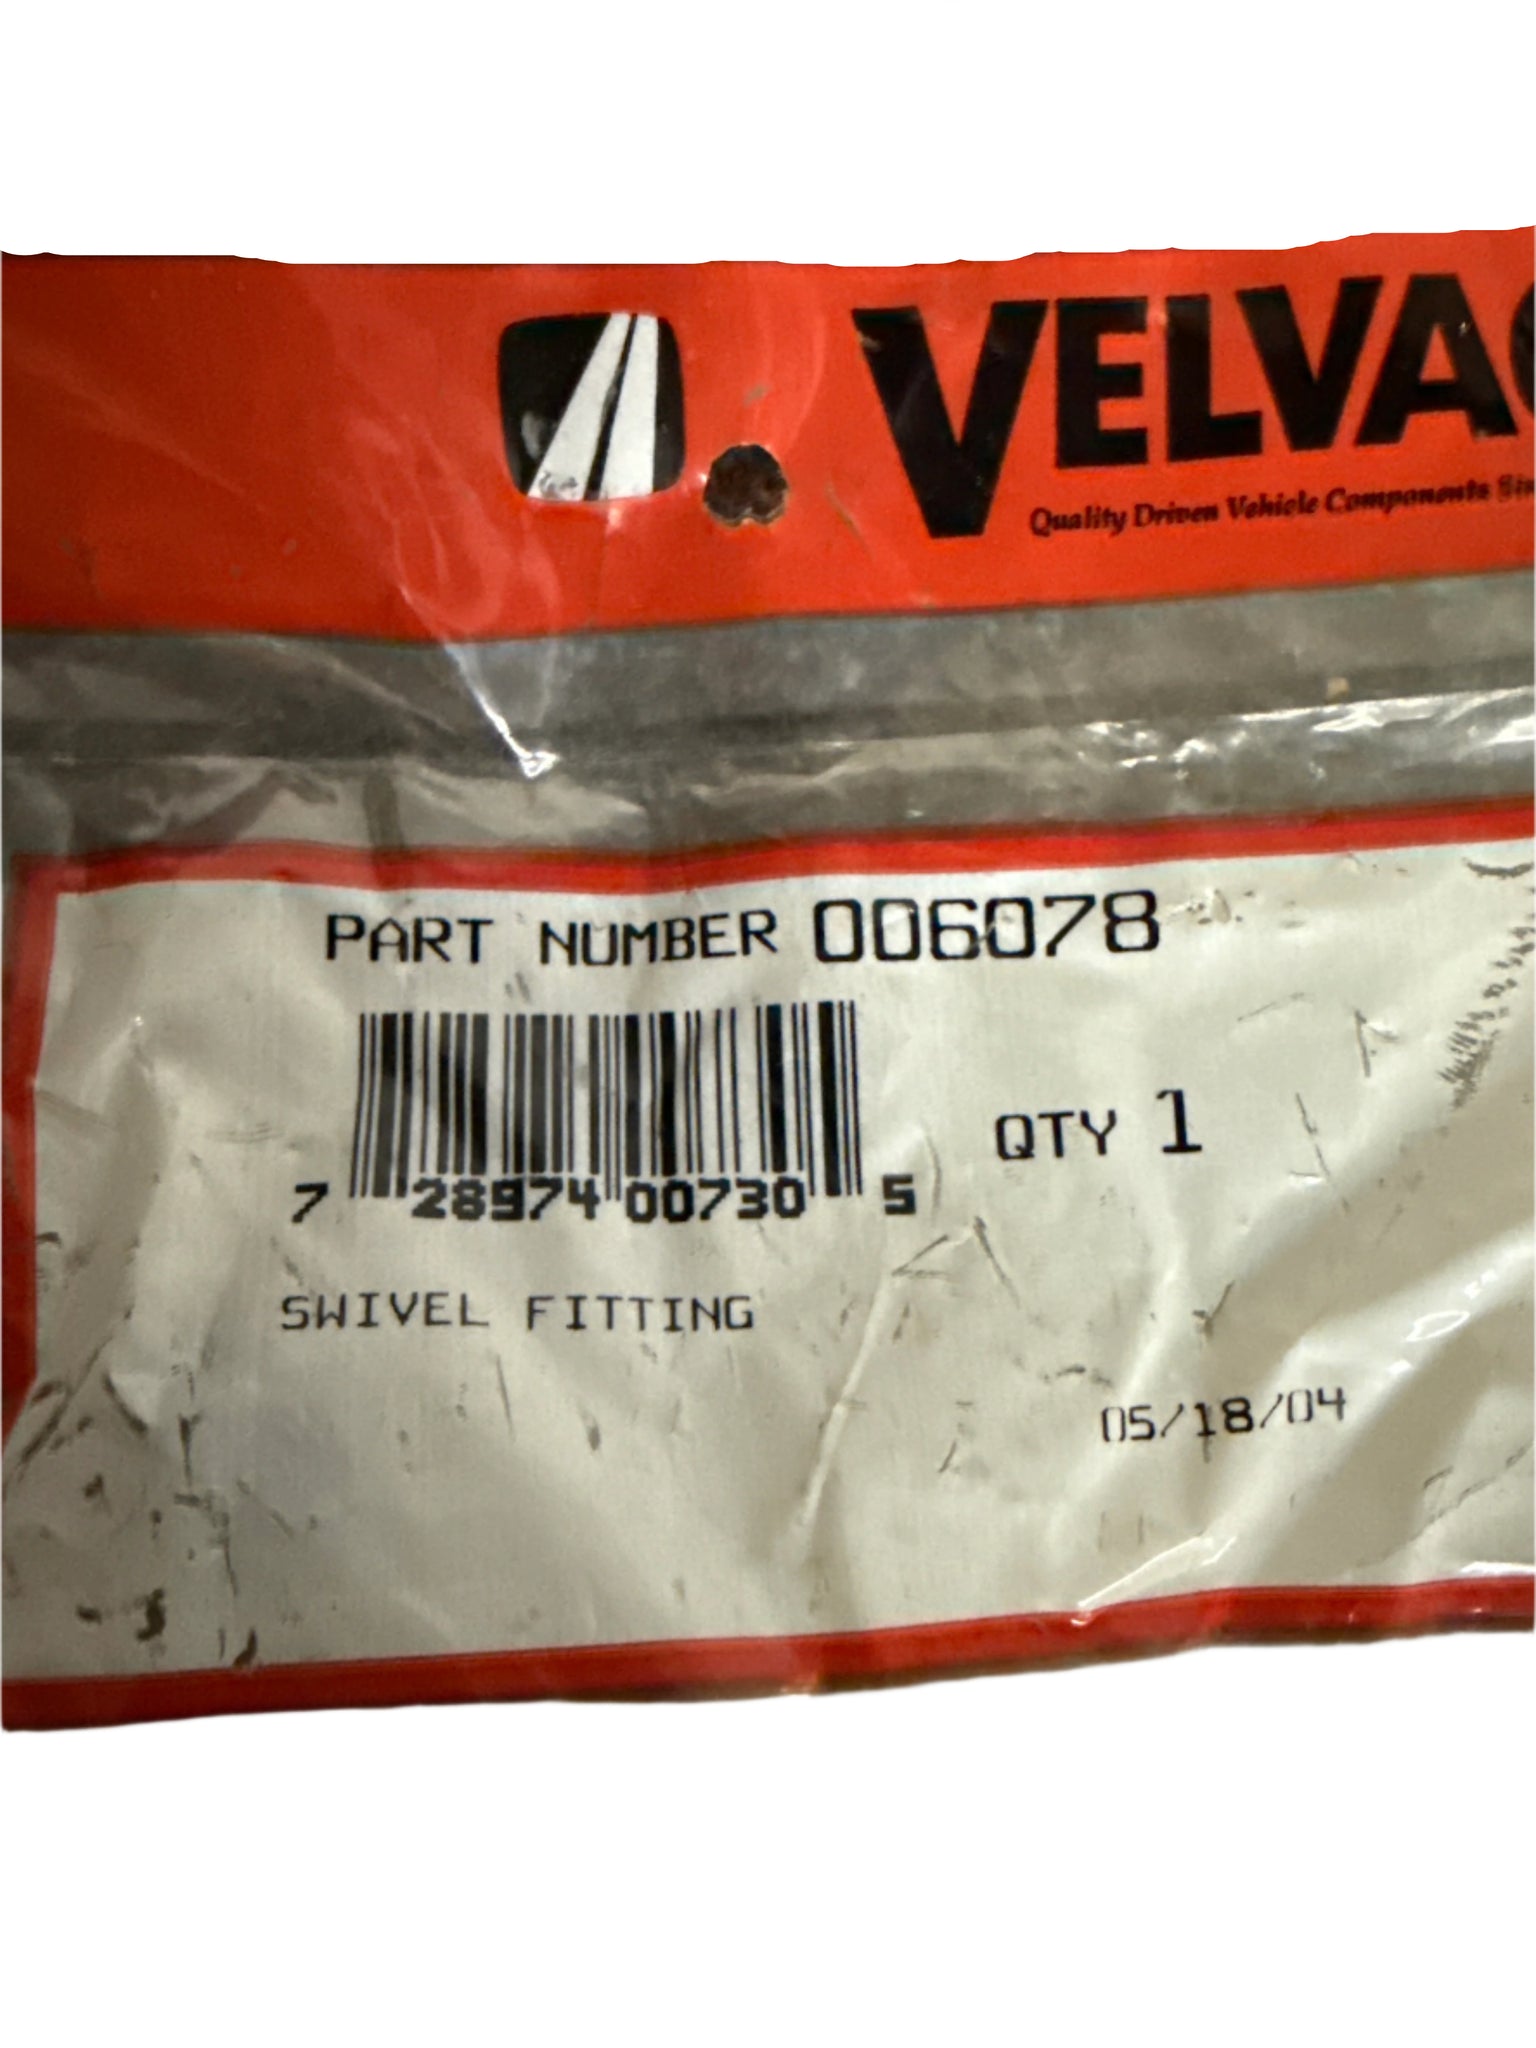 VELVAC
Quality Driven Vehicle Components Sin
PART NUMBER 006078
QTY 1
7 28974 00730 5
SWIVEL FITTING
05/18/04